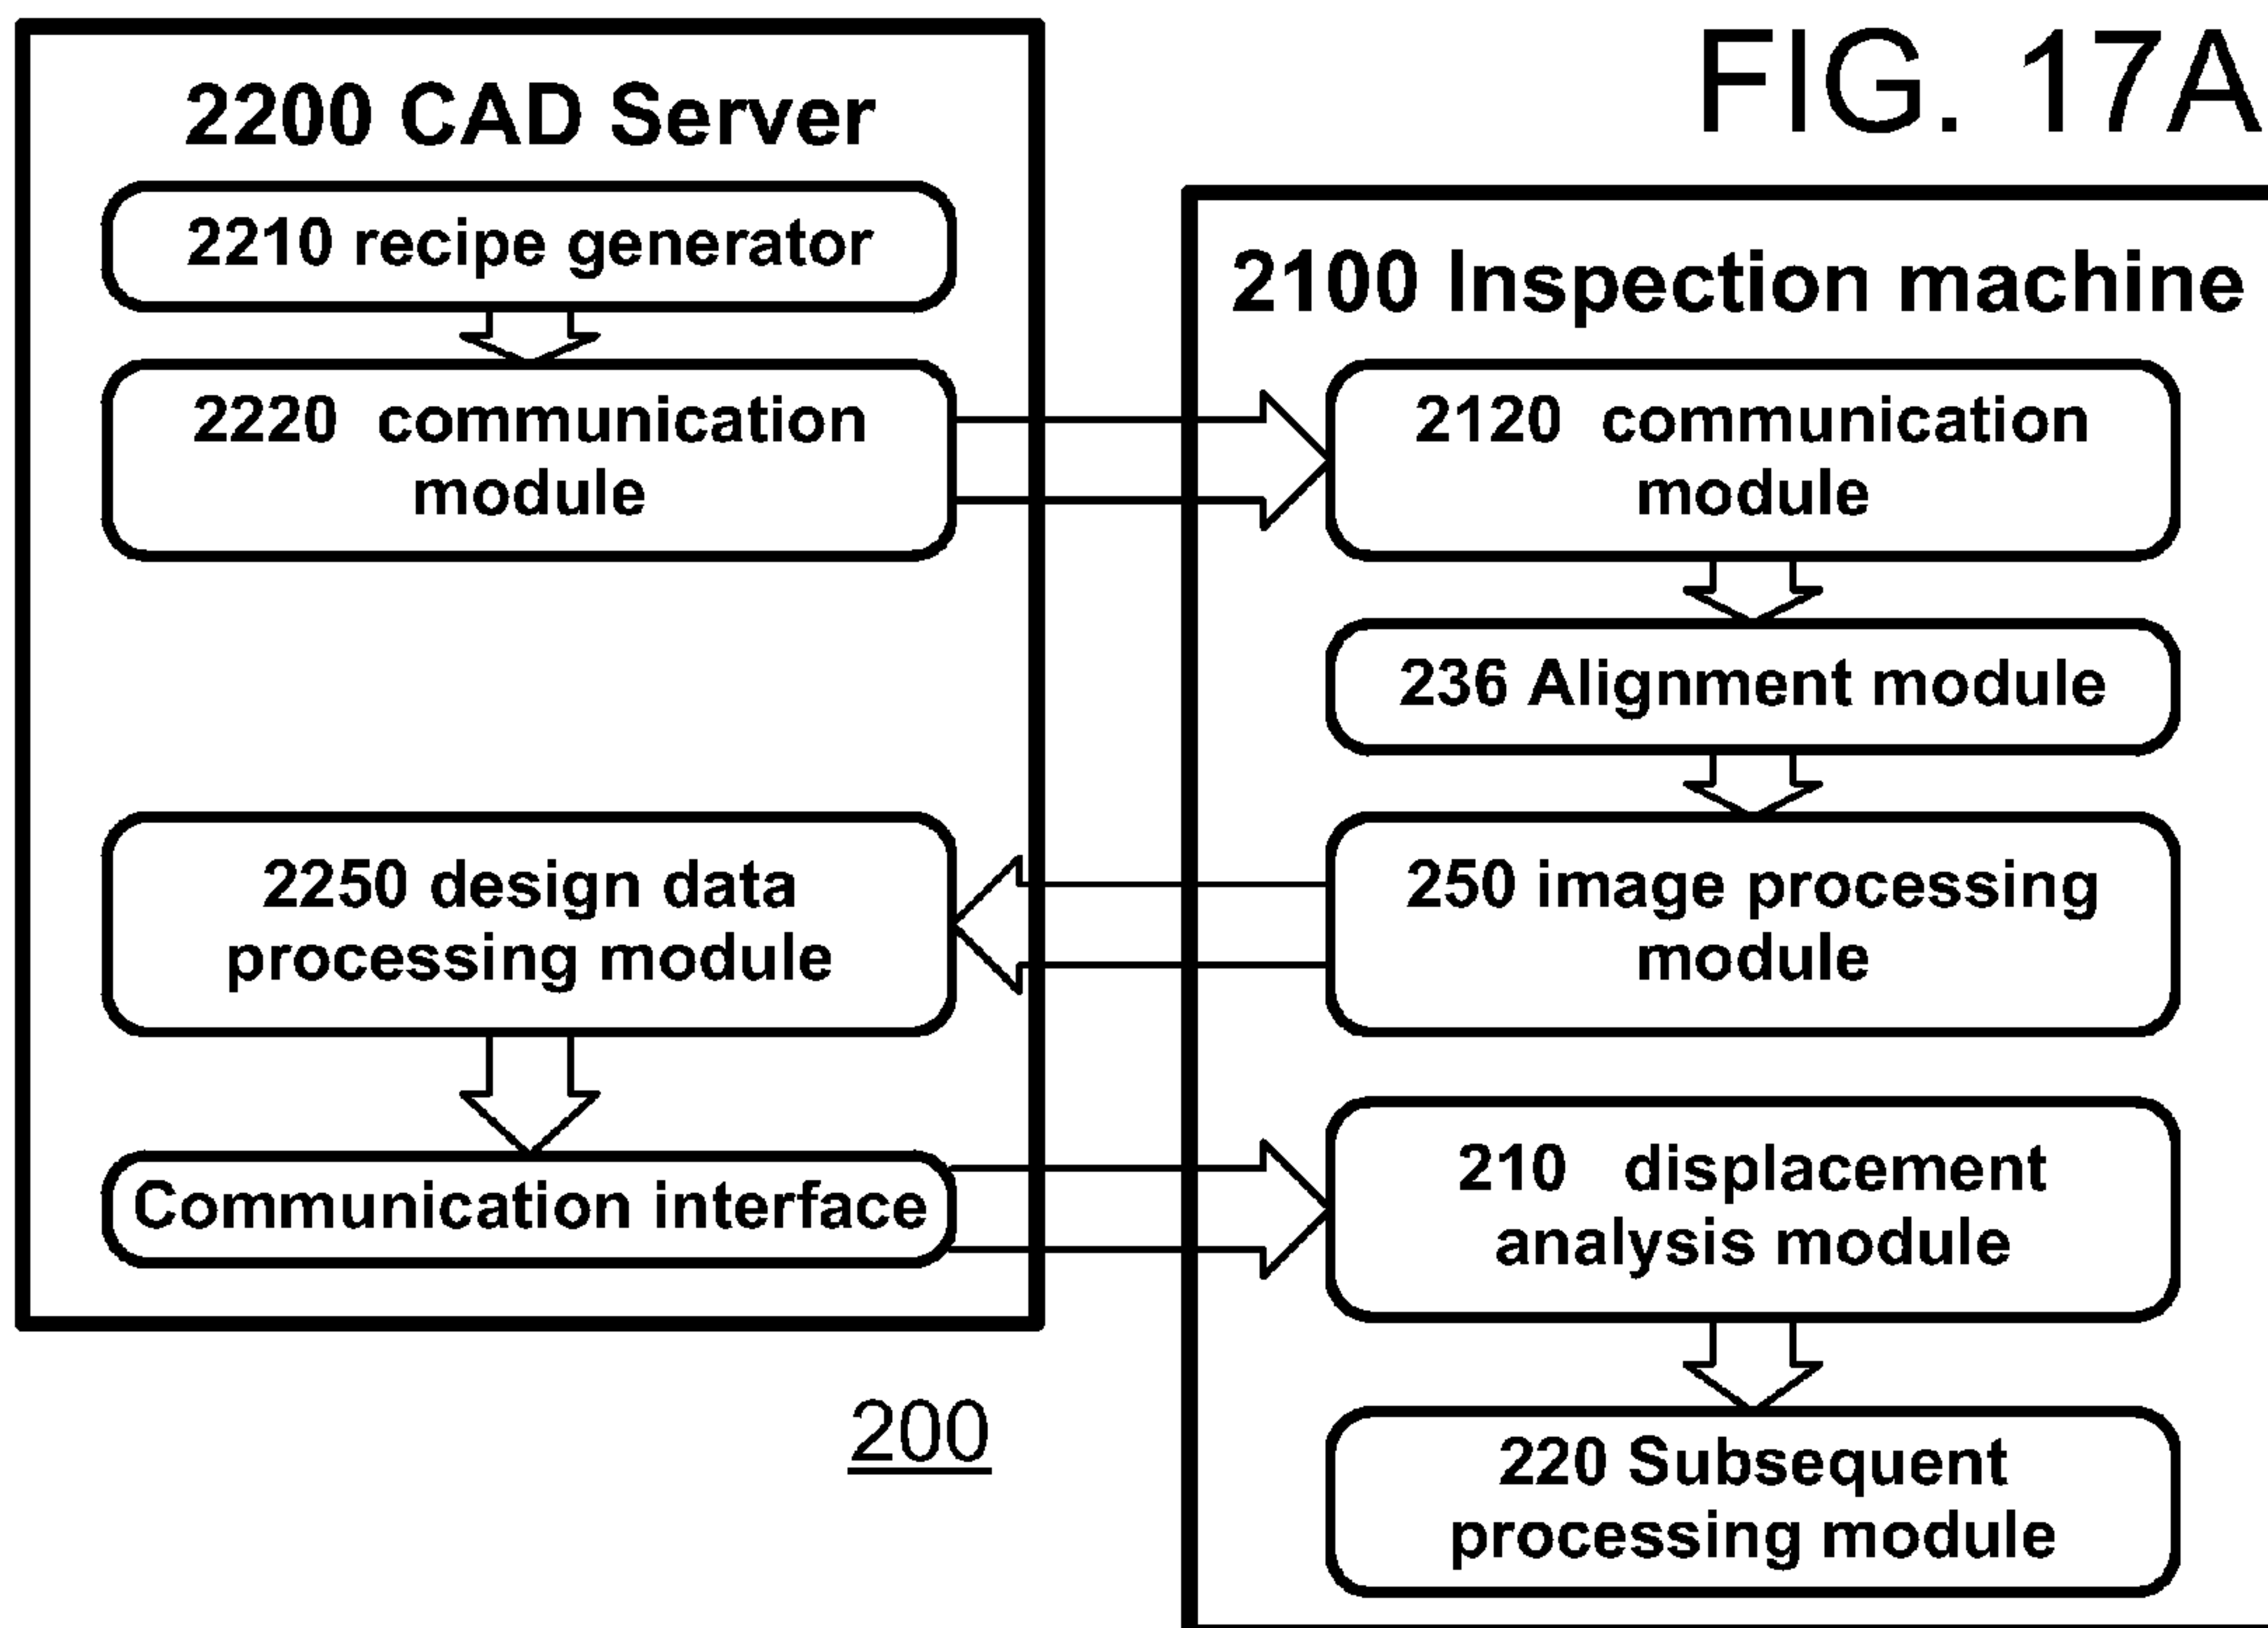 FIG. 17A
2200 CAD Server
2210 recipe generator
2220 communication
module
2250 design data
processing module
Communication interface
200
2100 Inspection machine
2120 communication
module
236 Alignment module
250 image processing
module
210 displacement
analysis module
220 Subsequent
processing module